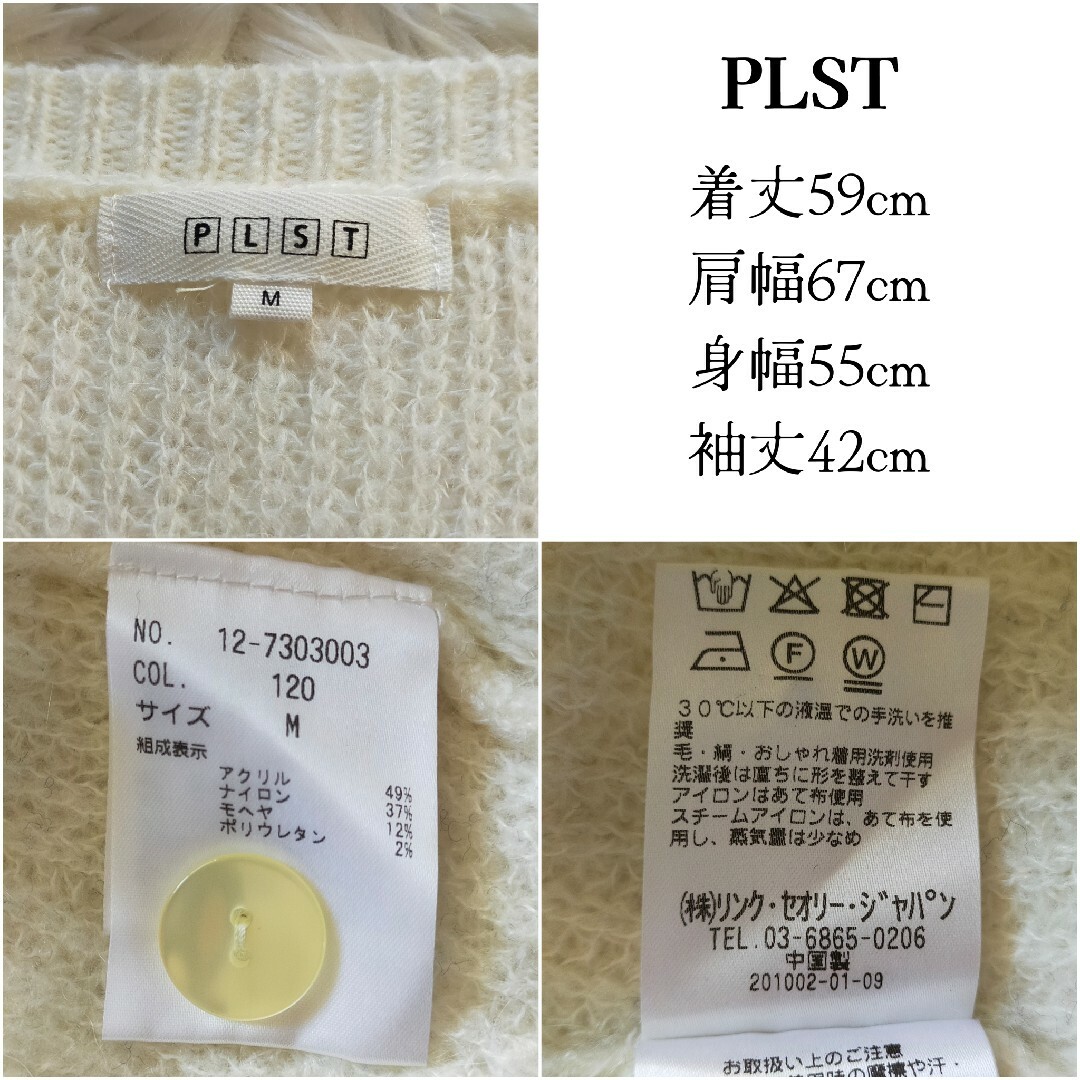 PLST
M
PLST
着丈59cm
肩幅67cm
身幅55cm
袖丈42cm
NO. 12-7303003
COL. 120
サイズ M
組成表示
アクリル 49%
ナイロン 37%
モヘヤ 12%
ポリウレタン 2%
F W
30℃以下の液温での手洗いを推
奨
毛・絹・おしゃれ着用洗剤使用
洗濯後は直ちに形を整えて干す
アイロンはあて布使用
スチームアイロンは、あて布を使
用し、蒸気量は少なめ
(株)リンク・セオリー・ジャパン
TEL.03-6865-0206
中国製
201002-01-09
お取扱い上のご注意
時の摩擦や汗・